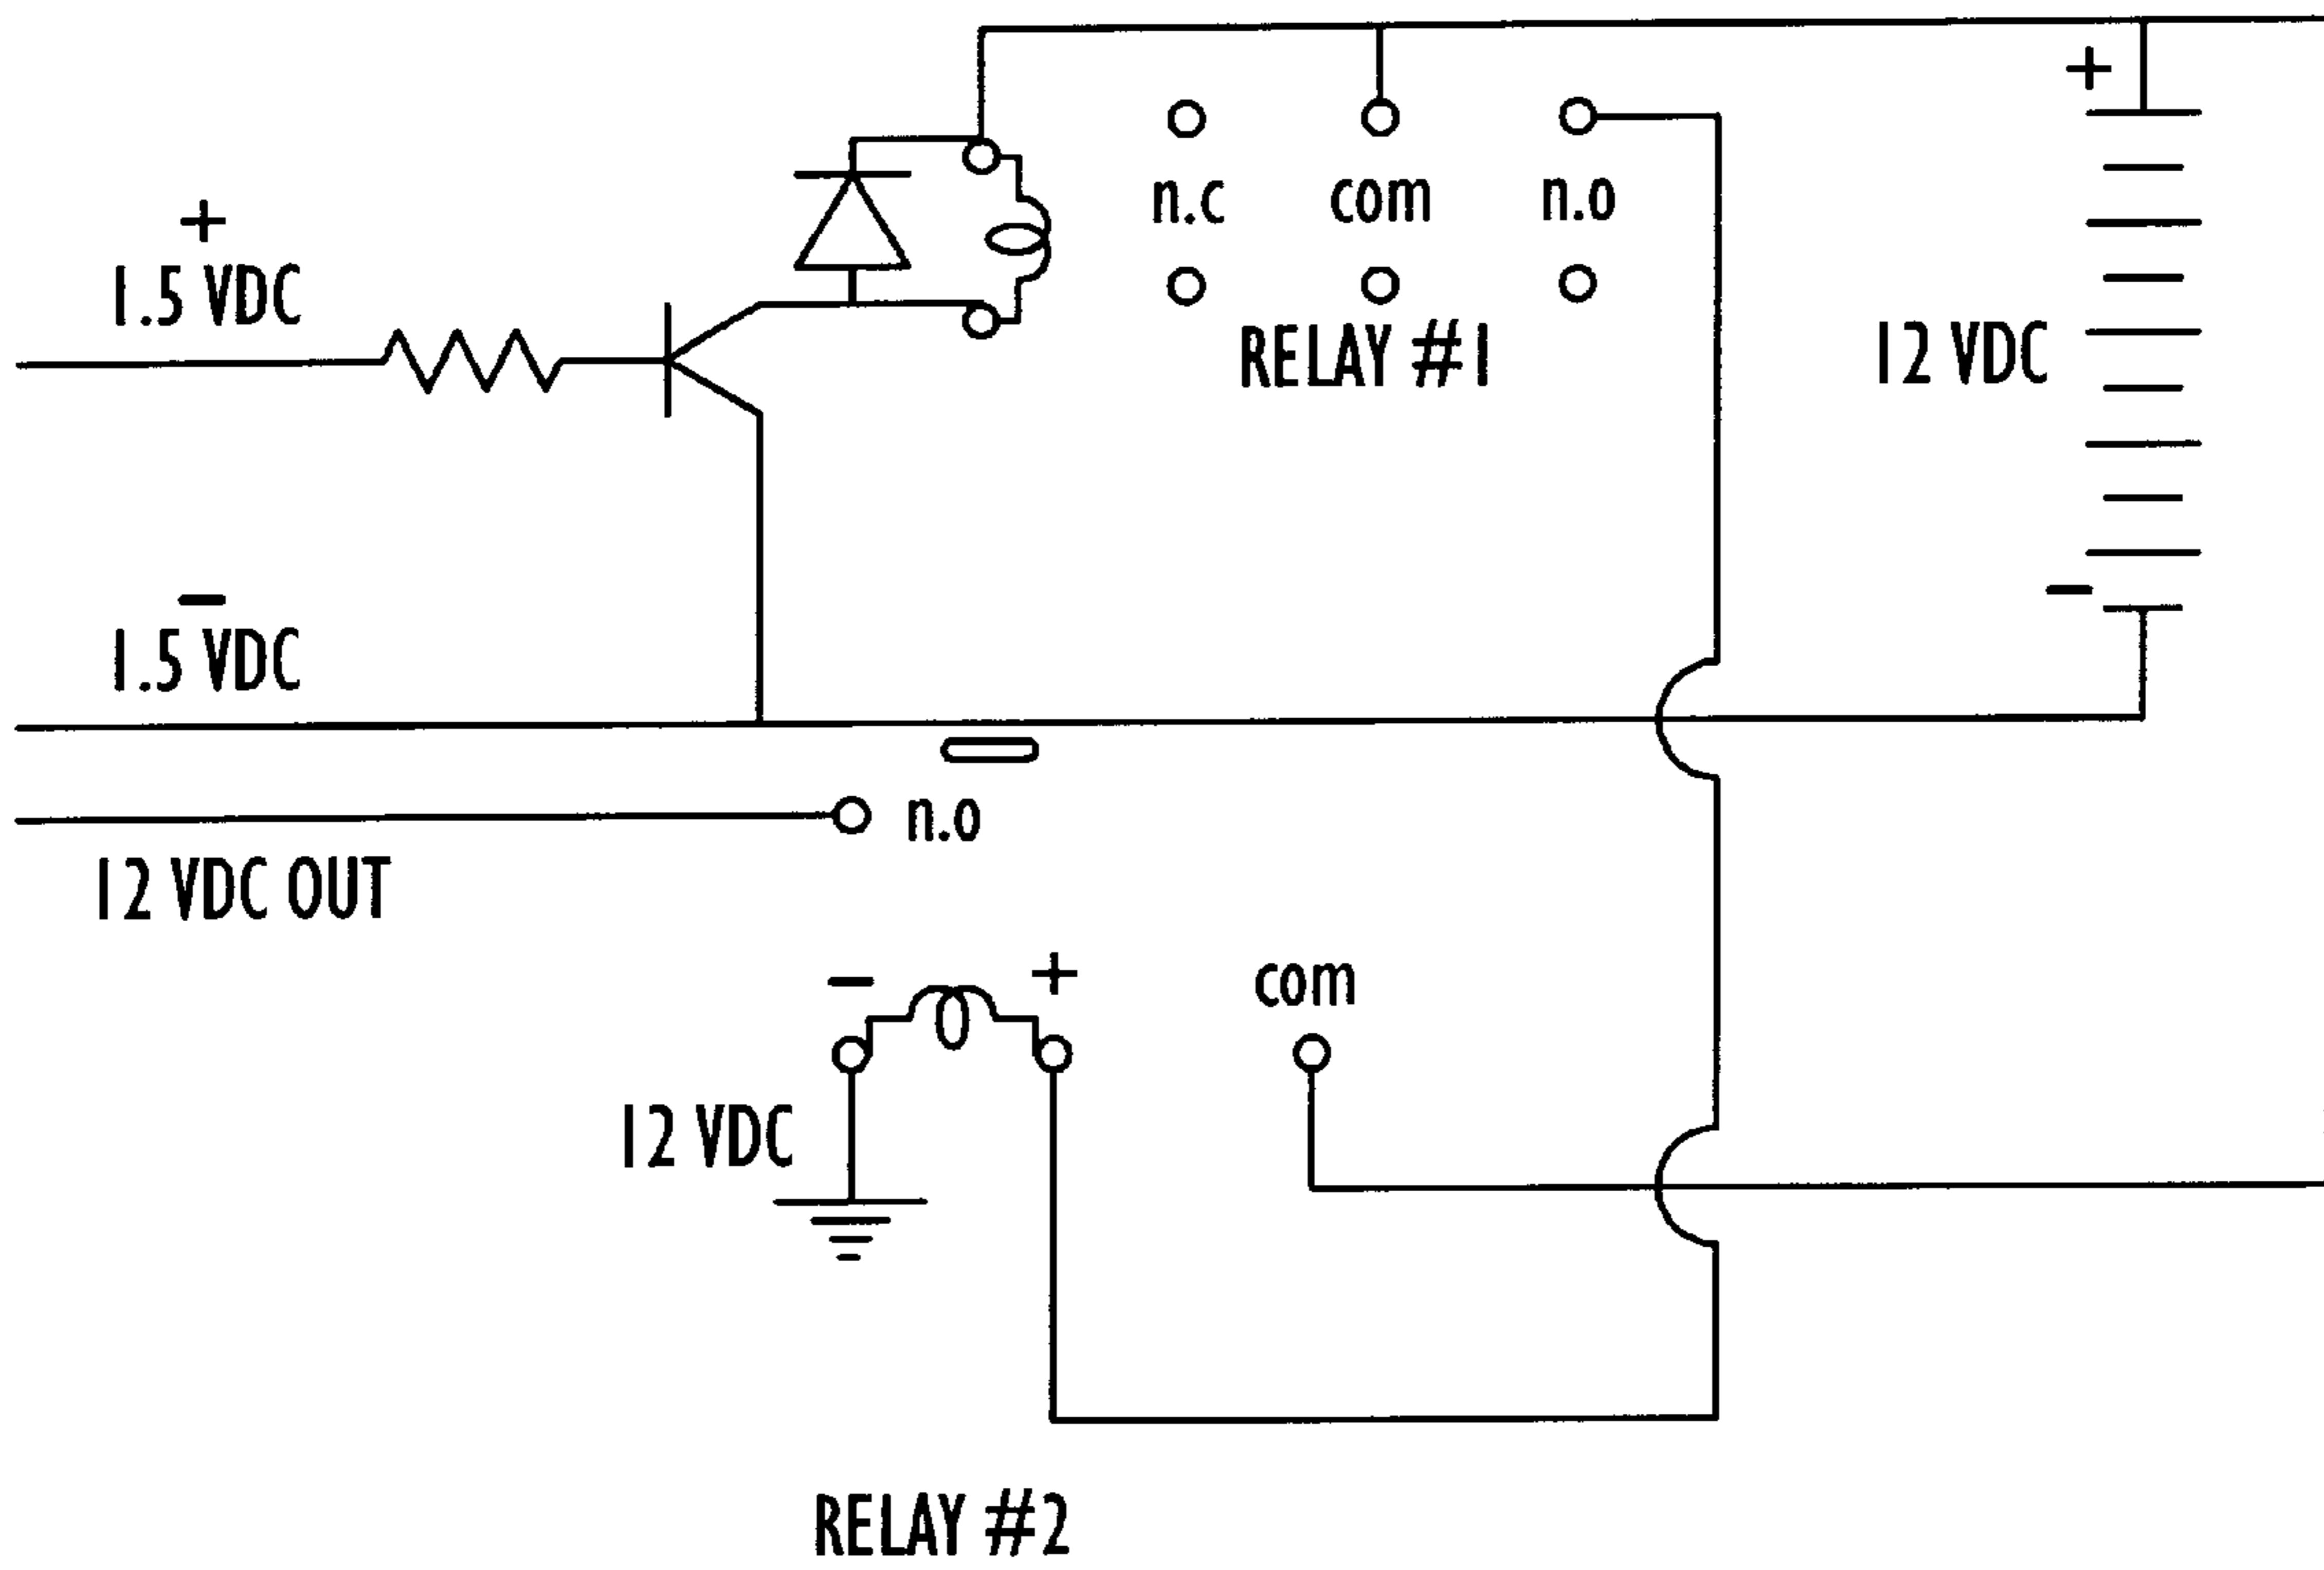 +
1.5 VDC
n.c com n.o
RELAY #1
+
12 VDC
−
−
1.5 VDC
n.o
12 VDC OUT
− +
com
12 VDC
RELAY #2